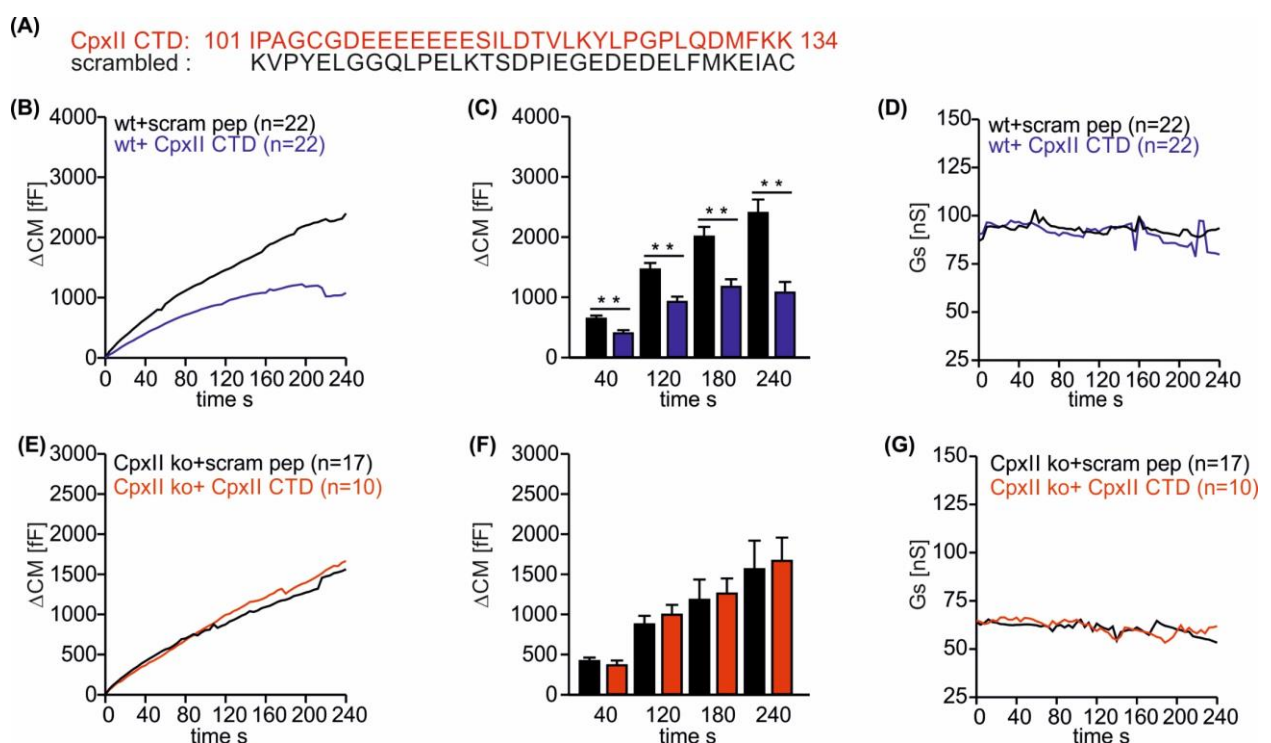 (A)
CpxII CTD: 101 IPAGCGDEEEEEEESILDTVLKYLPGPLQDMFKK 134
scrambled : KVPYELGGQLPELKTSDPIEGEDEDELFMKEIAC
(B)
wt+scram pep (n=22)
wt+ CpxII CTD (n=22)
ΔCM [fF]
4000
3000
2000
1000
0
0 40 80 120 160 200 240
time s
(C)
ΔCM [fF]
4000
3000
2000
1000
0
* *
* *
* *
* *
40 120 180 240
time s
(D)
wt+scram pep (n=22)
wt+ CpxII CTD (n=22)
Gs [nS]
150
125
100
75
50
25
0 40 80 120 160 200 240
time s
(E)
CpxII ko+scram pep (n=17)
CpxII ko+ CpxII CTD (n=10)
ΔCM [fF]
3000
2500
2000
1500
1000
500
0
0 40 80 120 160 200 240
time s
(F)
ΔCM [fF]
3000
2500
2000
1500
1000
500
0
40 120 180 240
time s
(G)
CpxII ko+scram pep (n=17)
CpxII ko+ CpxII CTD (n=10)
Gs [nS]
150
125
100
75
50
25
0 40 80 120 160 200 240
time s